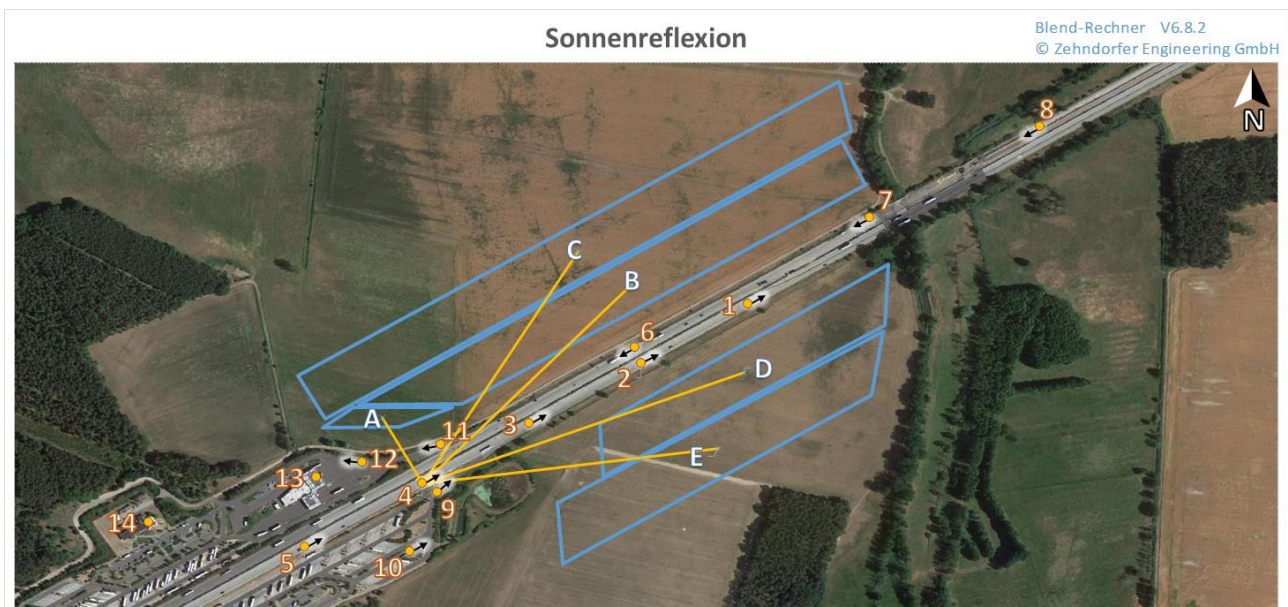 Sonnenreflexion
Blend-Rechner V6.8.2
© Zehndorfer Engineering GmbH
N
8
7
C
B
1
6
2
D
A
3
11
E
12
13
4
9
14
5
10